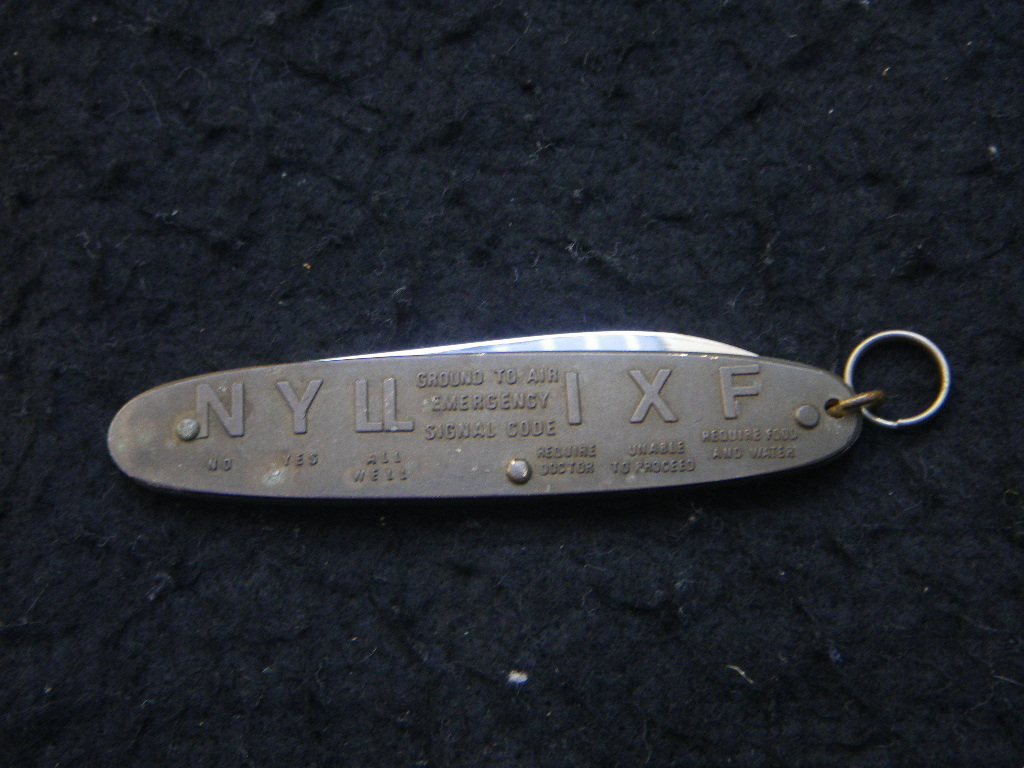 N Y LL I X F
GROUND TO AIR
EMERGENCY
SIGNAL CODE
NO
YES
ALL
WELL
REQUIRE
DOCTOR
UNABLE
TO PROCEED
REQUIRE FOOD
AND WATER